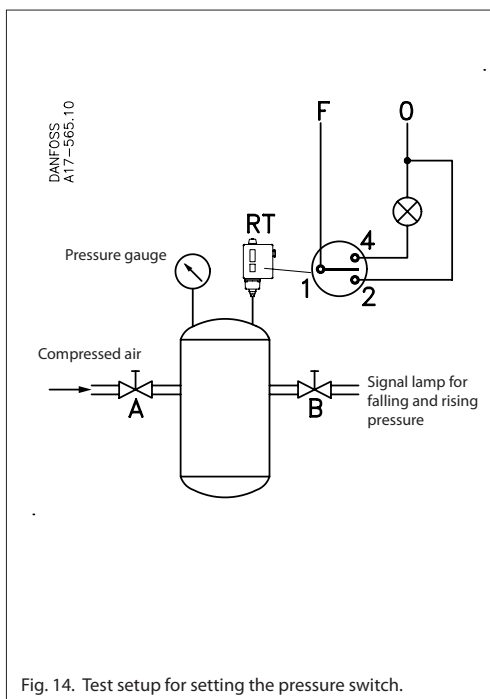 DANFOSS
A17-565.10
F
O
RT
4
1
2
Pressure gauge
Compressed air
A
B
Signal lamp for
falling and rising
pressure
Fig. 14. Test setup for setting the pressure switch.